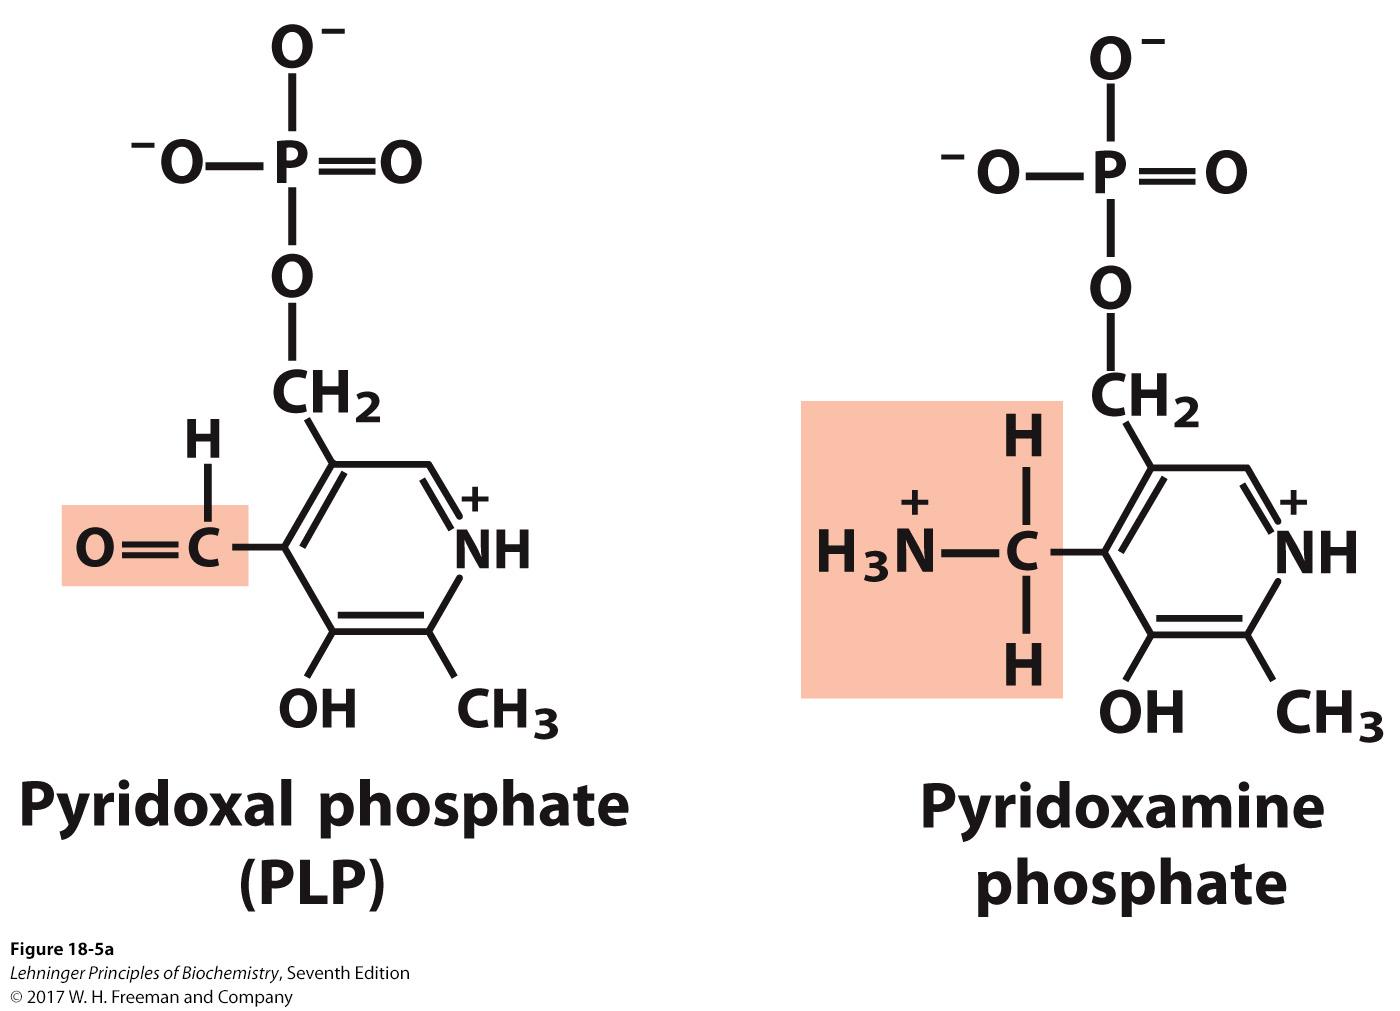 O⁻
⁻O—P=O
O
CH₂
H
O=C
+
NH
OH
CH₃
Pyridoxal phosphate
(PLP)
O⁻
⁻O—P=O
O
CH₂
H
+
H₃N—C
H
+
NH
OH
CH₃
Pyridoxamine
phosphate
Figure 18-5a
Lehninger Principles of Biochemistry, Seventh Edition
© 2017 W. H. Freeman and Company